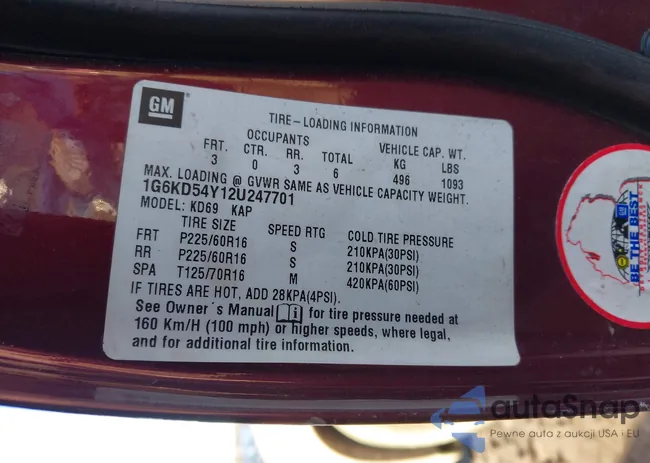 GM
TIRE-LOADING INFORMATION
OCCUPANTS VEHICLE CAP. WT.
FRT. CTR. RR. TOTAL KG LBS
3 0 3 6 496 1093
MAX. LOADING @ GVWR SAME AS VEHICLE CAPACITY WEIGHT.
1G6KD54Y12U247701
MODEL: KD69 KAP
TIRE SIZE SPEED RTG COLD TIRE PRESSURE
FRT P225/60R16 S 210KPA(30PSI)
RR P225/60R16 S 210KPA(30PSI)
SPA T125/70R16 M 420KPA(60PSI)
IF TIRES ARE HOT, ADD 28KPA(4PSI).
See Owner's Manual for tire pressure needed at
160 Km/H (100 mph) or higher speeds, where legal,
and for additional tire information.
BE THE BEST
GM
autoSnap
Pewne auta z aukcji USA i EU